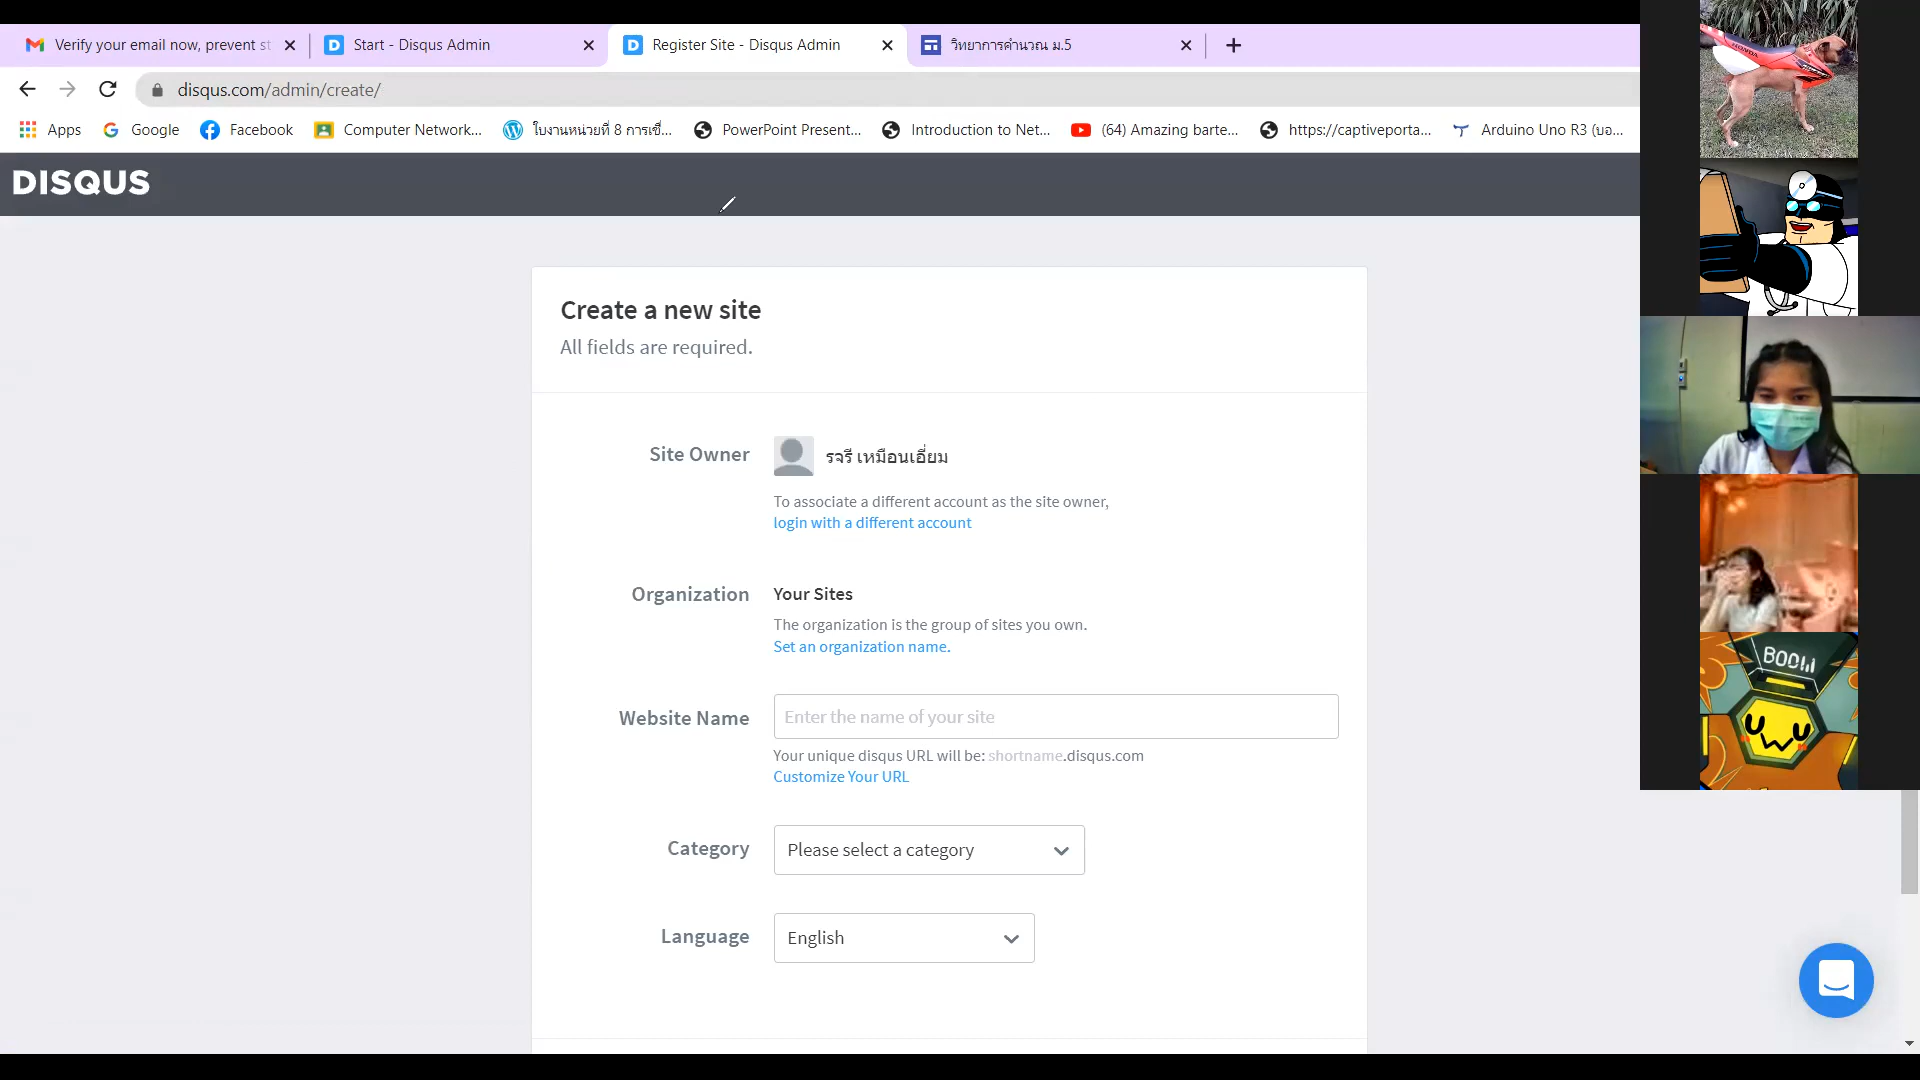 Verify your email now, prevent st
Start - Disqus Admin
Register Site - Disqus Admin
วิทยาการคำนวณ ม.5
disqus.com/admin/create/
Apps
Google
Facebook
Computer Network...
ใบงานหน่วยที่ 8 การเชื่...
PowerPoint Present...
Introduction to Net...
(64) Amazing barte...
https://captiveporta...
Arduino Uno R3 (บอ...
DISQUS
Create a new site
All fields are required.
Site Owner
รจรี เหมือนเอี่ยม
To associate a different account as the site owner,
login with a different account
Organization
Your Sites
The organization is the group of sites you own.
Set an organization name.
Website Name
Enter the name of your site
Your unique disqus URL will be: shortname.disqus.com
Customize Your URL
Category
Please select a category
Language
English
HONDA
BOOM
UwU